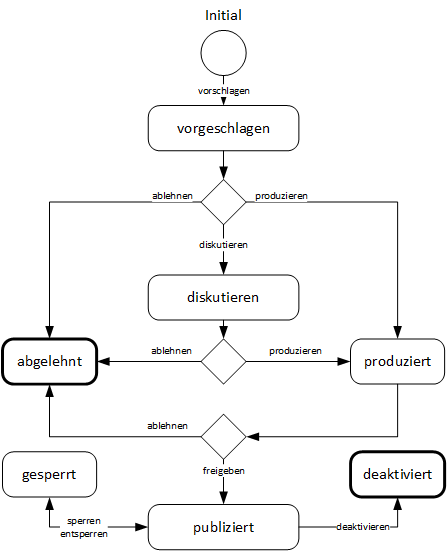 Initial
vorschlagen
vorgeschlagen
ablehnen
produzieren
diskutieren
diskutieren
abgelehnt
ablehnen
produzieren
produziert
ablehnen
gesperrt
freigeben
deaktiviert
sperren
entsperren
publiziert
deaktivieren